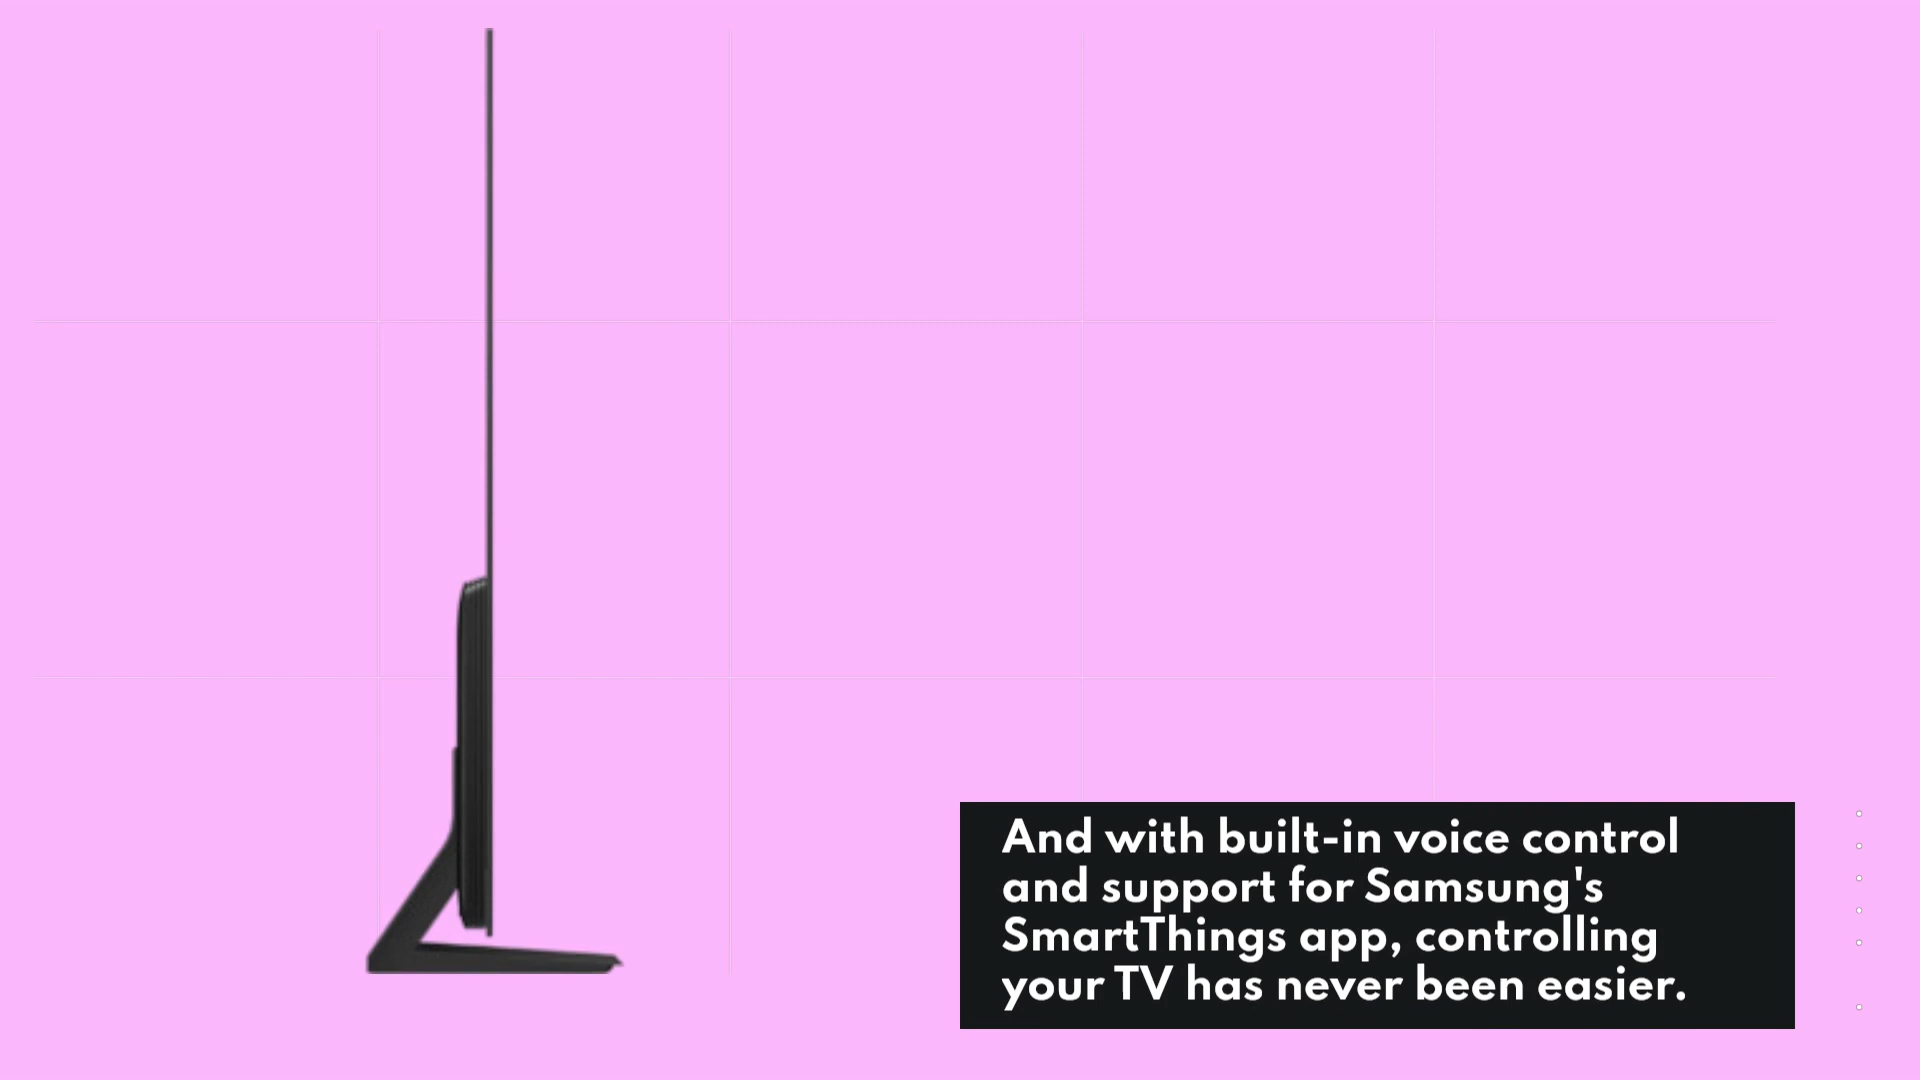 And with built-in voice control
and support for Samsung's
SmartThings app, controlling
your TV has never been easier.